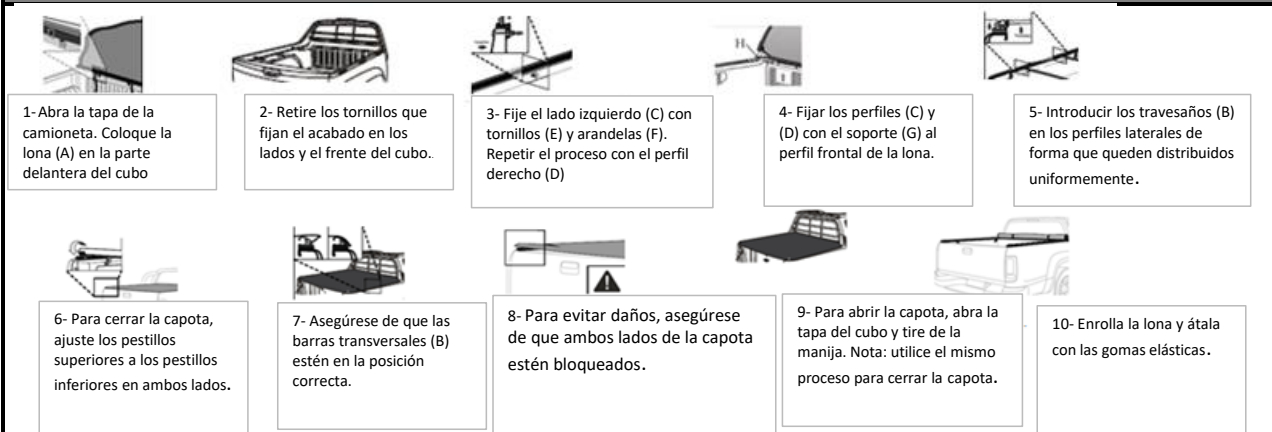 1- Abra la tapa de la
camioneta. Coloque la
lona (A) en la parte
delantera del cubo
2- Retire los tornillos que
fijan el acabado en los
lados y el frente del cubo.
3- Fije el lado izquierdo (C) con
tornillos (E) y arandelas (F).
Repetir el proceso con el perfil
derecho (D)
H
4- Fijar los perfiles (C) y
(D) con el soporte (G) al
perfil frontal de la lona.
5- Introducir los travesaños (B)
en los perfiles laterales de
forma que queden distribuidos
uniformemente.
6- Para cerrar la capota,
ajuste los pestillos
superiores a los pestillos
inferiores en ambos lados.
7- Asegúrese de que las
barras transversales (B)
estén en la posición
correcta.
8- Para evitar daños, asegúrese
de que ambos lados de la capota
estén bloqueados.
9- Para abrir la capota, abra la
tapa del cubo y tire de la
manija. Nota: utilice el mismo
proceso para cerrar la capota.
10- Enrolla la lona y átala
con las gomas elásticas.